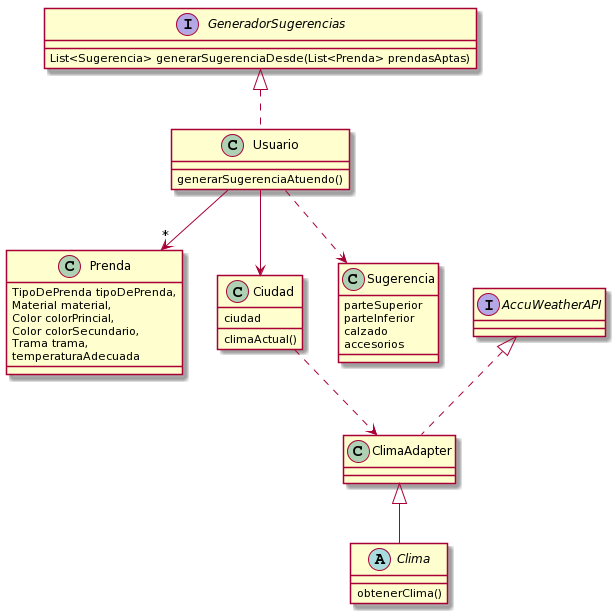 I GeneradorSugerencias
List<Sugerencia> generarSugerenciaDesde(List<Prenda> prendasAptas)
C Usuario
generarSugerenciaAtuendo()
*
C Prenda
TipoDePrenda tipoDePrenda,
Material material,
Color colorPrincial,
Color colorSecundario,
Trama trama,
temperaturaAdecuada
C Ciudad
ciudad
climaActual()
C Sugerencia
parteSuperior
parteInferior
calzado
accesorios
I AccuWeatherAPI
C ClimaAdapter
A Clima
obtenerClima()